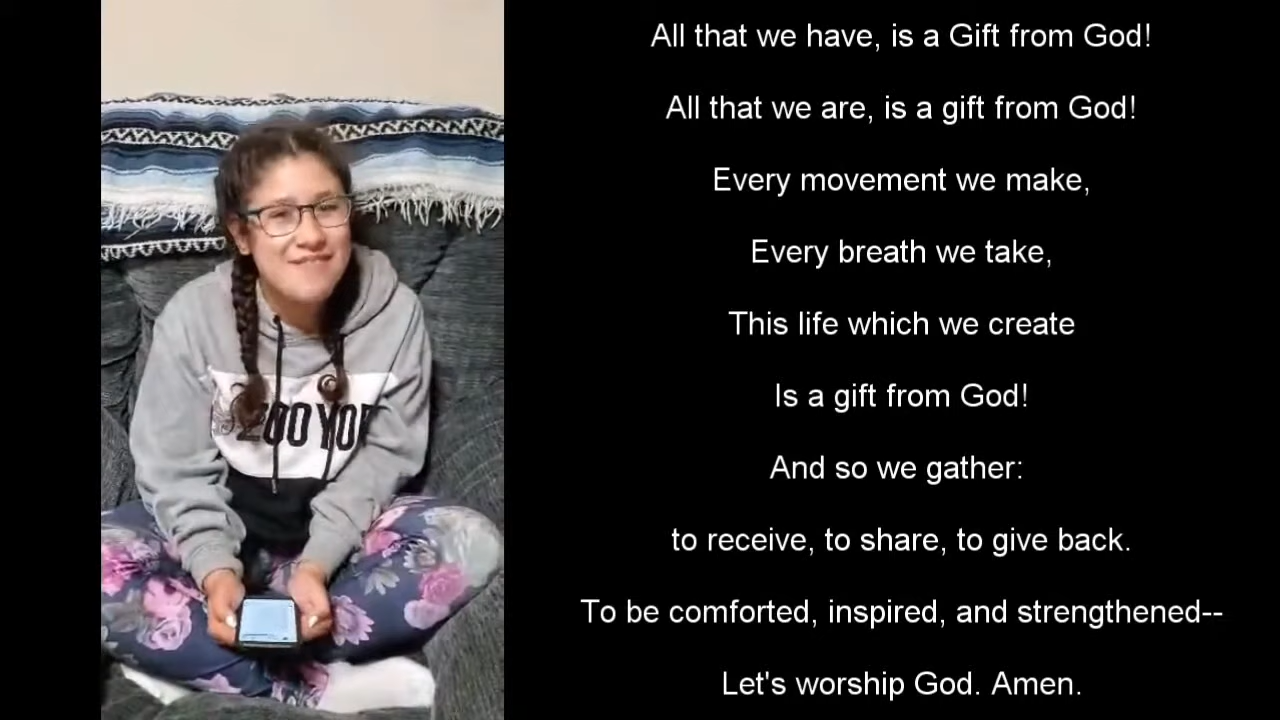 All that we have, is a Gift from God!
All that we are, is a gift from God!
Every movement we make,
Every breath we take,
This life which we create
Is a gift from God!
And so we gather:
to receive, to share, to give back.
To be comforted, inspired, and strengthened--
Let's worship God. Amen.
ZOO YOR